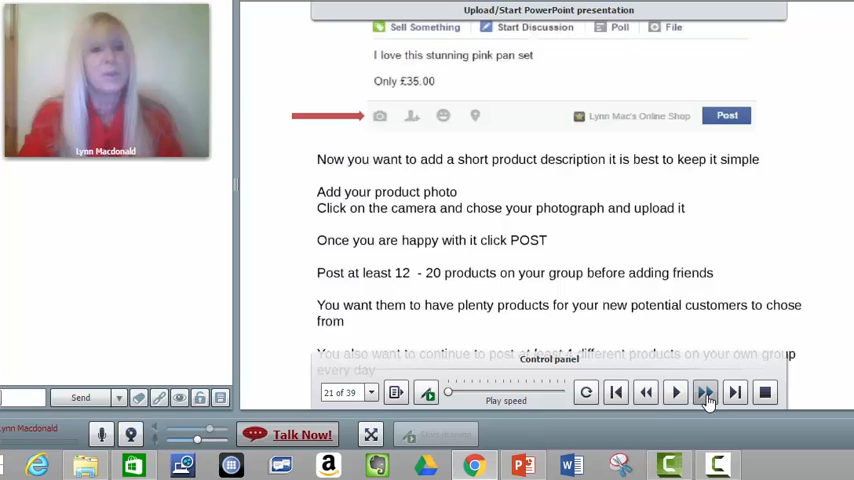 Upload/Start PowerPoint presentation
Sell Something
Start Discussion
Poll
File
I love this stunning pink pan set
Only £35.00
Lynn Mac's Online Shop
Post
Lynn Macdonald
Now you want to add a short product description it is best to keep it simple
Add your product photo
Click on the camera and chose your photograph and upload it
Once you are happy with it click POST
Post at least 12 - 20 products on your group before adding friends
You want them to have plenty products for your new potential customers to chose
from
You also want to continue to post at least 4 different products on your own group
every day
Control panel
21 of 39
Play speed
Send
Lynn Macdonald
Talk Now!
Start drawing